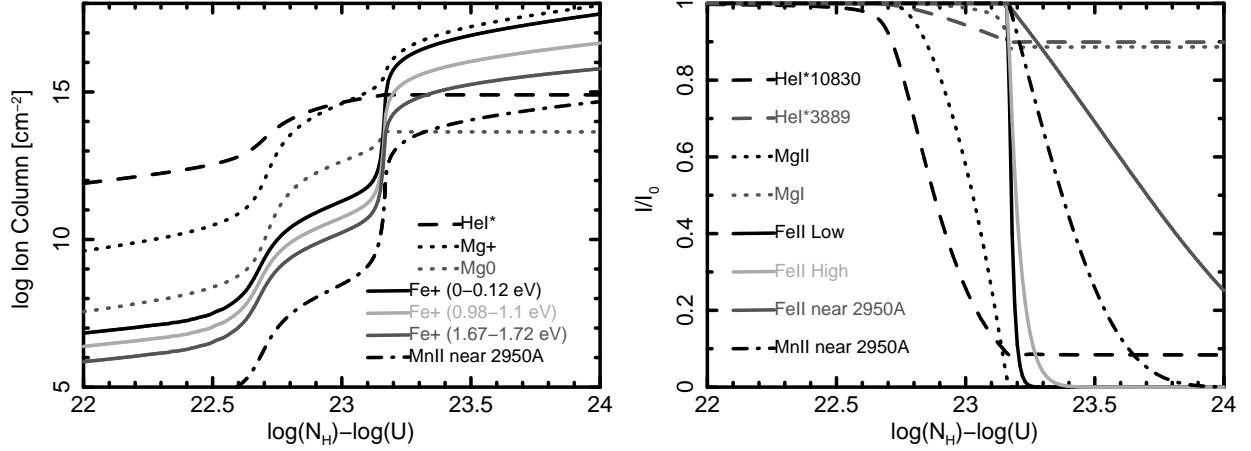 log Ion Column [cm−2]
15
10
5
HeI*
Mg+
Mg0
Fe+ (0−0.12 eV)
Fe+ (0.98−1.1 eV)
Fe+ (1.67−1.72 eV)
MnII near 2950A
22 22.5 23 23.5 24
log(NH)−log(U)
I/I0
1
0.8
0.6
0.4
0.2
0
HeI*10830
HeI*3889
MgII
MgI
FeII Low
FeII High
FeII near 2950A
MnII near 2950A
22 22.5 23 23.5 24
log(NH)−log(U)